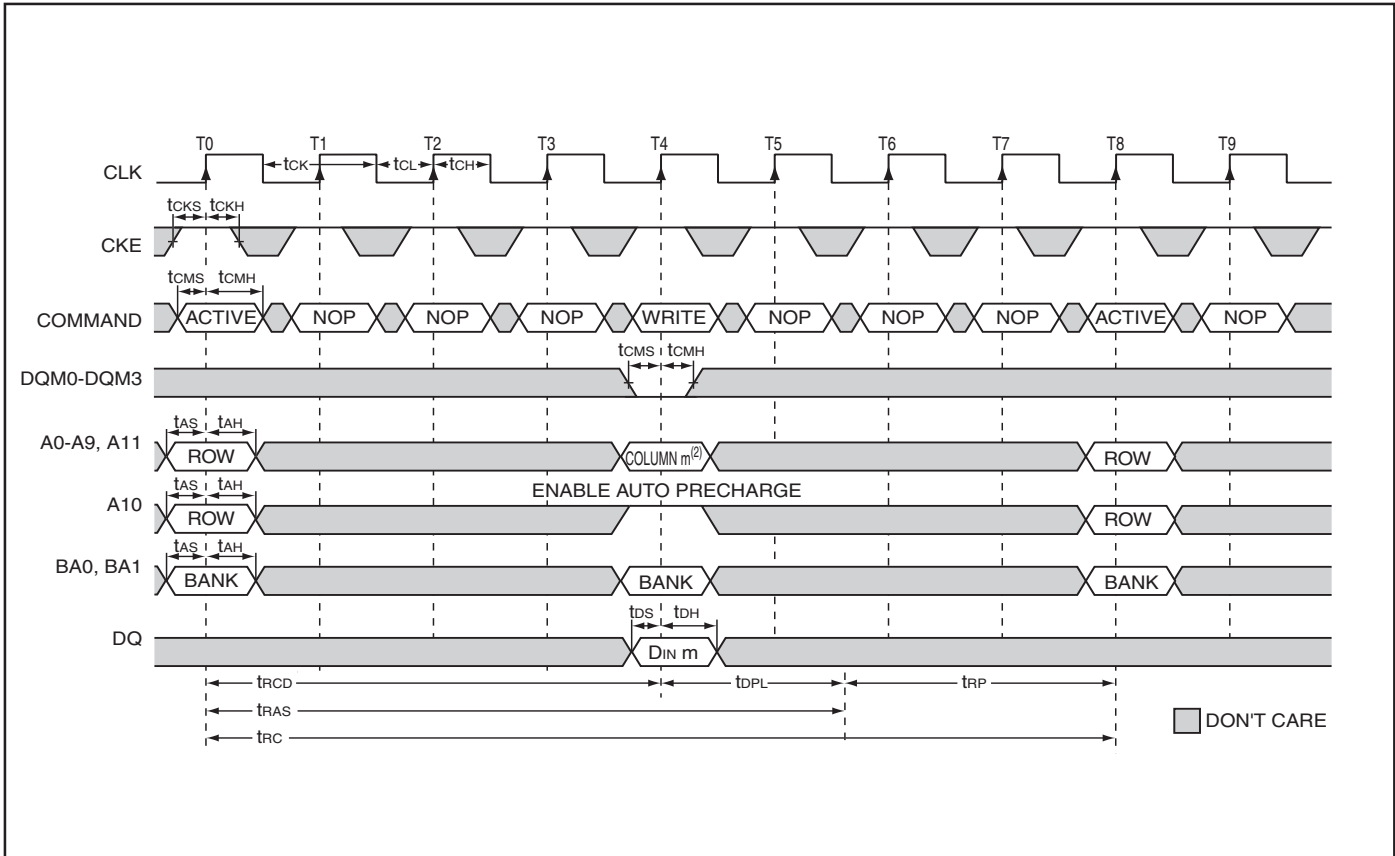 T0 T1 T2 T3 T4 T5 T6 T7 T8 T9
CLK tCK tCL tCH
tCKS tCKH
CKE
tCMS tCMH
COMMAND ACTIVE NOP NOP NOP WRITE NOP NOP NOP ACTIVE NOP
tCMS tCMH
DQM0-DQM3
tAS tAH
A0-A9, A11 ROW COLUMN m(2) ROW
tAS tAH ENABLE AUTO PRECHARGE
A10 ROW ROW
tAS tAH
BA0, BA1 BANK BANK BANK
tDS tDH
DQ DIN m
tRCD tDPL tRP
tRAS
tRC
DON'T CARE